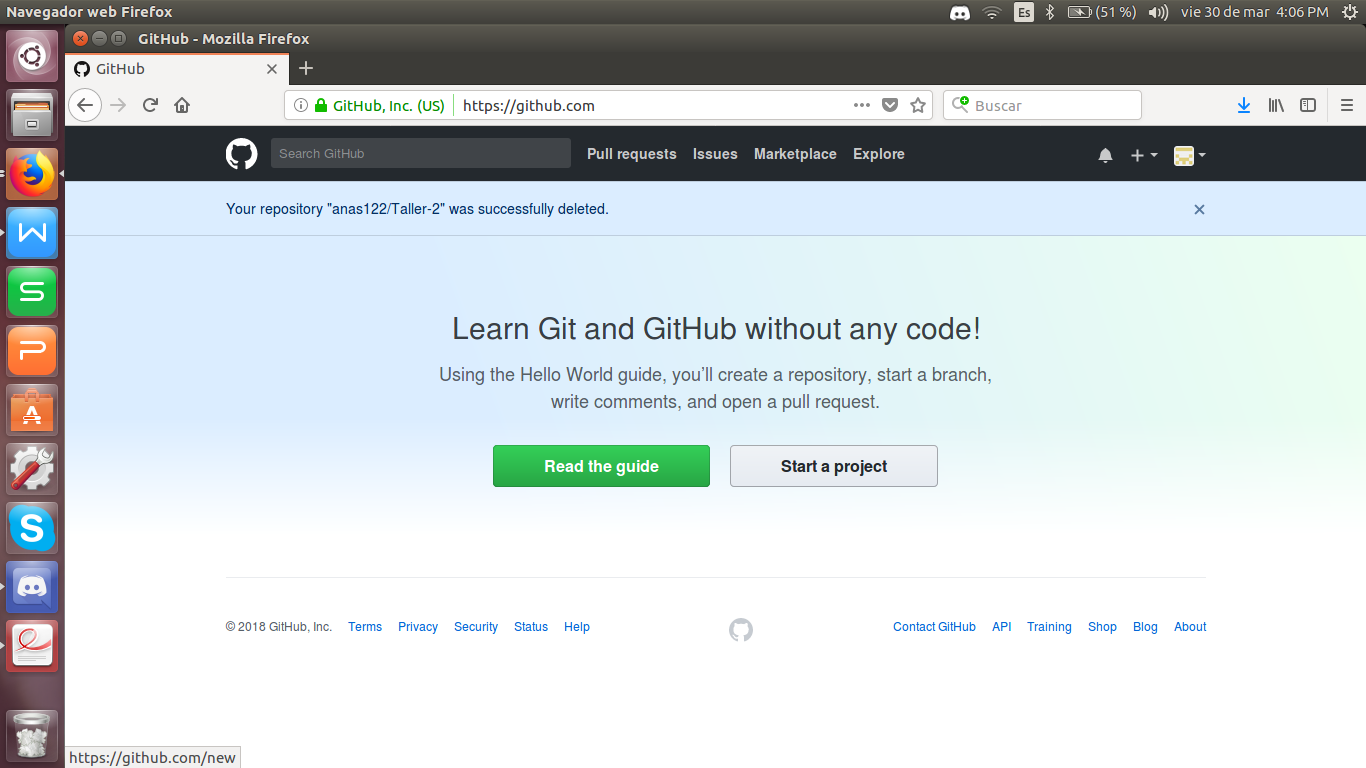 Navegador web Firefox
Es
(51 %)
vie 30 de mar 4:06 PM
GitHub - Mozilla Firefox
GitHub
GitHub, Inc. (US)
https://github.com
Buscar
Search GitHub
Pull requests
Issues
Marketplace
Explore
Your repository "anas122/Taller-2" was successfully deleted.
Learn Git and GitHub without any code!
Using the Hello World guide, you’ll create a repository, start a branch,
write comments, and open a pull request.
Read the guide
Start a project
© 2018 GitHub, Inc.
Terms
Privacy
Security
Status
Help
Contact GitHub
API
Training
Shop
Blog
About
https://github.com/new